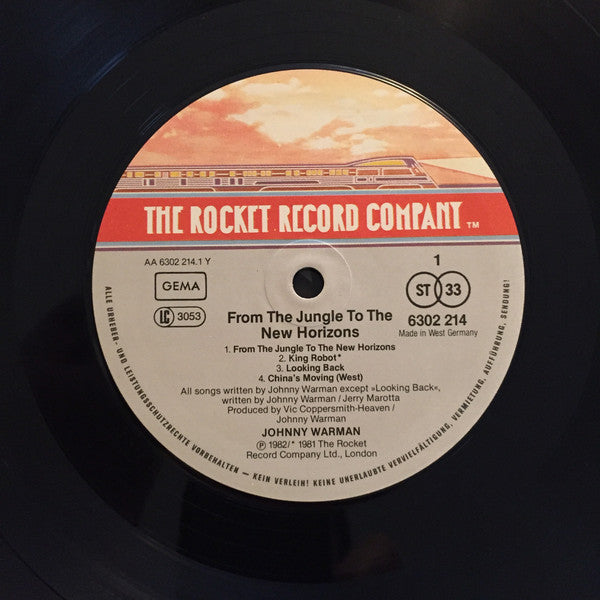 THE ROCKET RECORD COMPANY TM
AA 6302 214.1 Y
GEMA
LC 3053
1
ST 33
6302 214
Made in West Germany
From The Jungle To The
New Horizons
1. From The Jungle To The New Horizons
2. King Robot*
3. Looking Back
4. China's Moving (West)
All songs written by Johnny Warman except »Looking Back«,
written by Johnny Warman / Jerry Marotta
Produced by Vic Coppersmith-Heaven /
Johnny Warman
JOHNNY WARMAN
Ⓟ 1982/* 1981 The Rocket
Record Company Ltd., London
ALLE URHEBER- UND LEISTUNGSSCHUTZRECHTE VORBEHALTEN – KEIN VERLEIH! KEINE UNERLAUBTE VERVIELFÄLTIGUNG, VERMIETUNG, AUFFÜHRUNG, SENDUNG!